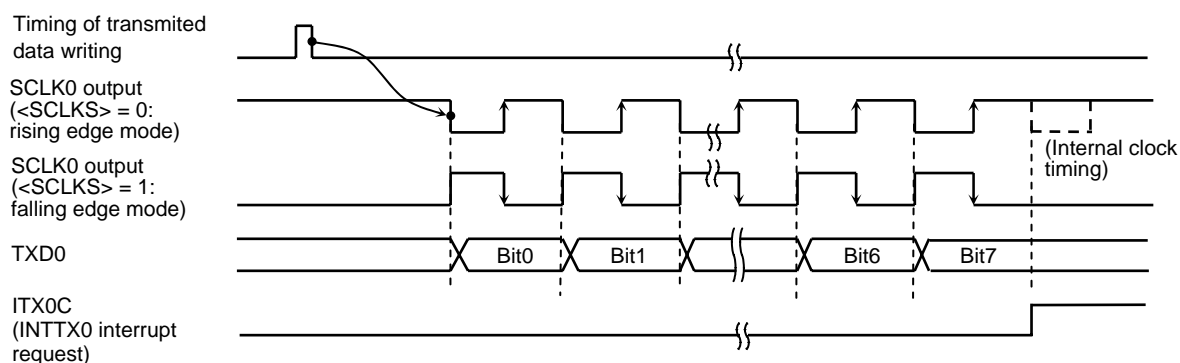 Timing of transmited
data writing
SCLK0 output
(<SCLKS> = 0:
rising edge mode)
(Internal clock
timing)
SCLK0 output
(<SCLKS> = 1:
falling edge mode)
TXD0
Bit0
Bit1
Bit6
Bit7
ITX0C
(INTTX0 interrupt
request)